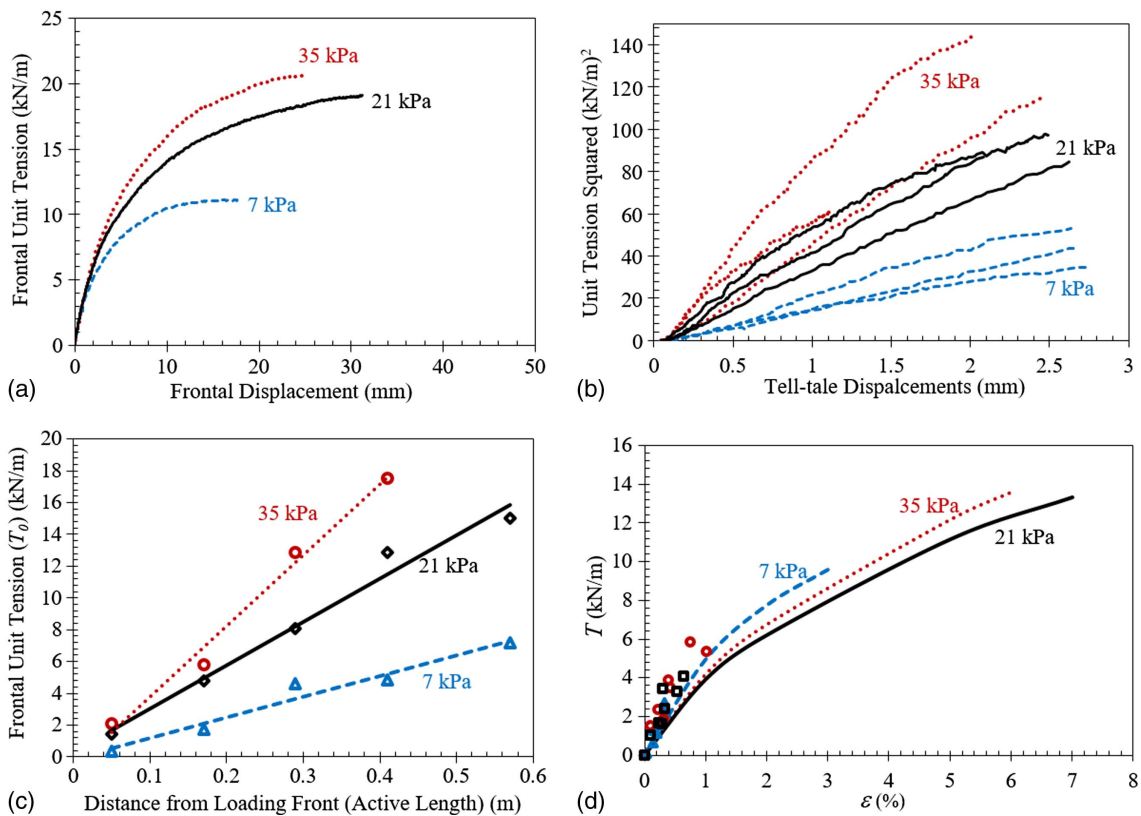 25
20
15
10
5
0
Frontal Unit Tension (kN/m)
35 kPa
21 kPa
7 kPa
0 10 20 30 40 50
(a) Frontal Displacement (mm)
140
120
100
80
60
40
20
0
Unit Tension Squared (kN/m)²
35 kPa
21 kPa
7 kPa
0 0.5 1 1.5 2 2.5 3
(b) Tell-tale Dispalcements (mm)
20
18
16
14
12
10
8
6
4
2
0
Frontal Unit Tension (T₀) (kN/m)
35 kPa
21 kPa
7 kPa
0 0.1 0.2 0.3 0.4 0.5 0.6
(c) Distance from Loading Front (Active Length) (m)
16
14
12
10
8
6
4
2
0
T (kN/m)
35 kPa
21 kPa
7 kPa
0 1 2 3 4 5 6 7 8
(d) ε (%)